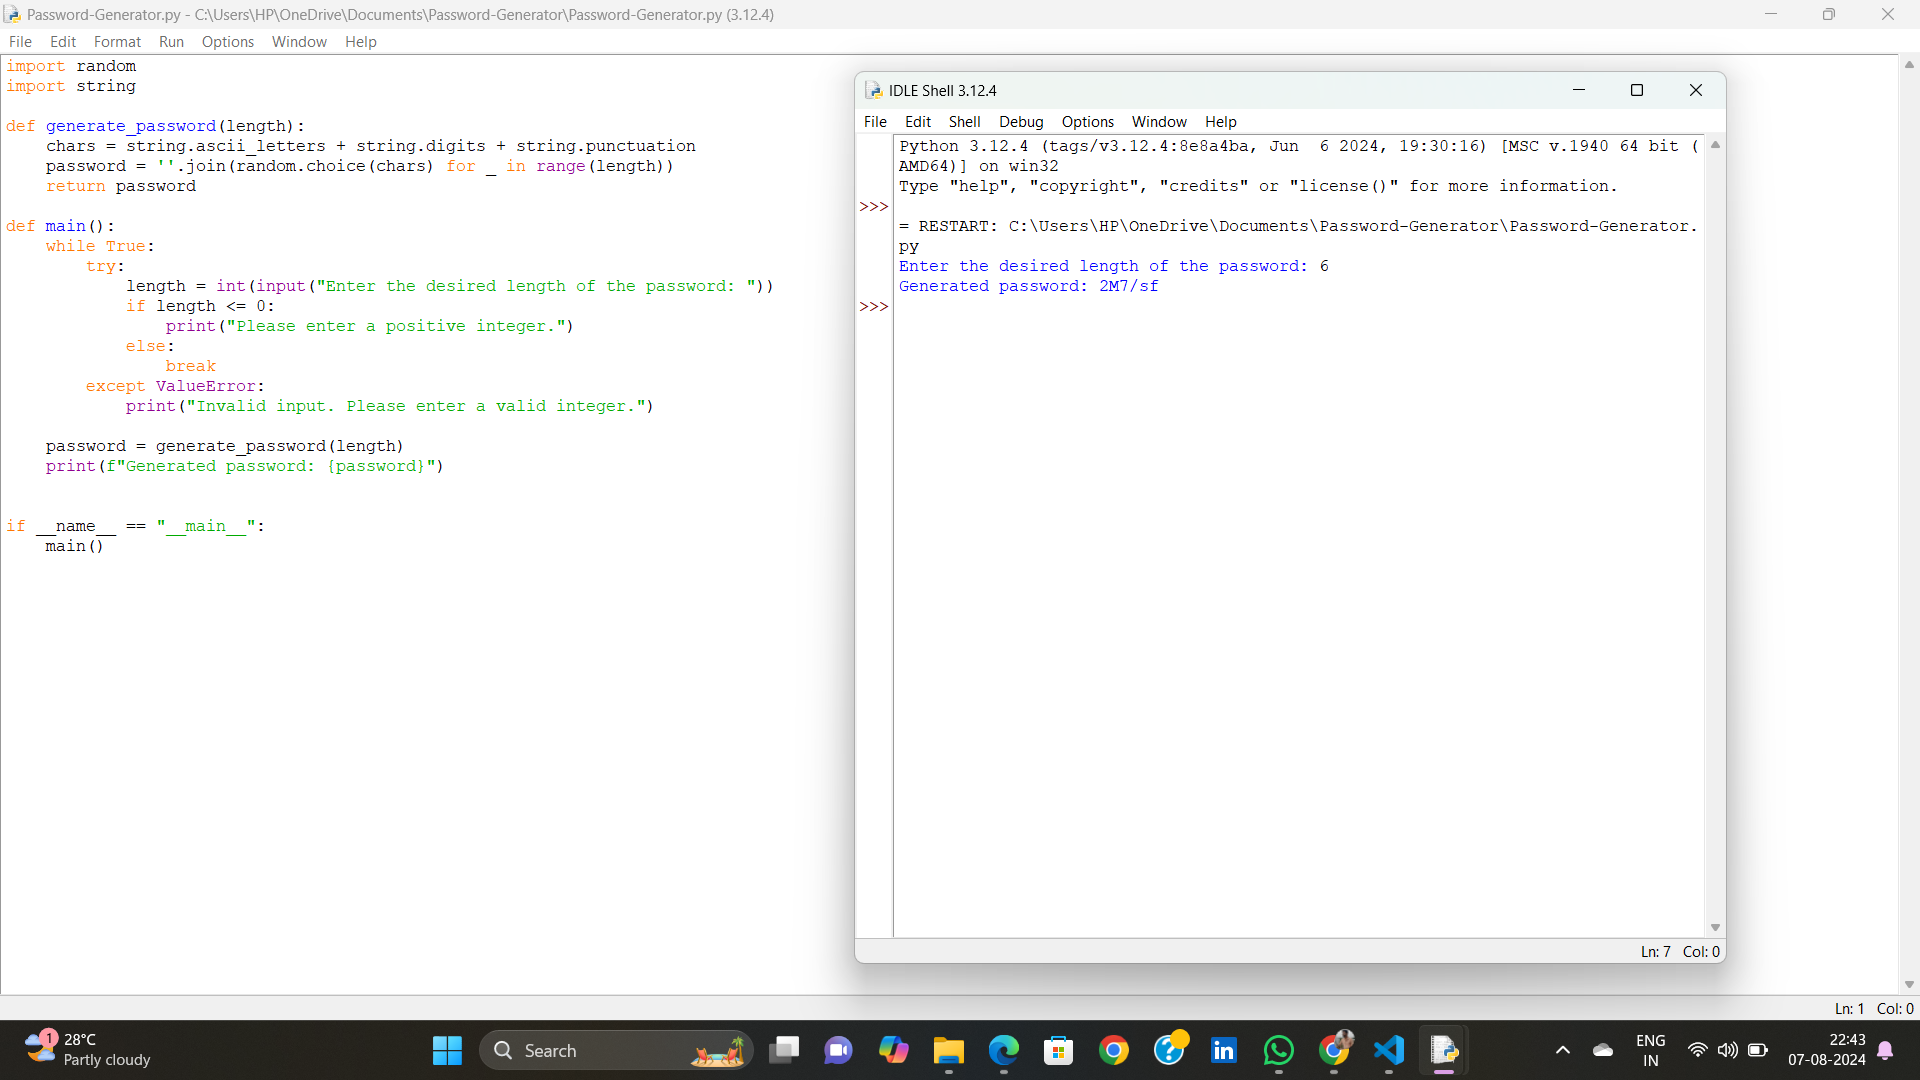 Password-Generator.py - C:\Users\HP\OneDrive\Documents\Password-Generator\Password-Generator.py (3.12.4)
File Edit Format Run Options Window Help
import random
import string

def generate_password(length):
    chars = string.ascii_letters + string.digits + string.punctuation
    password = ''.join(random.choice(chars) for _ in range(length))
    return password

def main():
    while True:
        try:
            length = int(input("Enter the desired length of the password: "))
            if length <= 0:
                print("Please enter a positive integer.")
            else:
                break
        except ValueError:
            print("Invalid input. Please enter a valid integer.")

    password = generate_password(length)
    print(f"Generated password: {password}")


if __name__ == "__main__":
    main()
IDLE Shell 3.12.4
File Edit Shell Debug Options Window Help
Python 3.12.4 (tags/v3.12.4:8e8a4ba, Jun  6 2024, 19:30:16) [MSC v.1940 64 bit (
AMD64)] on win32
Type "help", "copyright", "credits" or "license()" for more information.
>>>
= RESTART: C:\Users\HP\OneDrive\Documents\Password-Generator\Password-Generator.
py
Enter the desired length of the password: 6
Generated password: 2M7/sf
>>>
Ln: 7 Col: 0
Ln: 1 Col: 0
1
28°C
Partly cloudy
Search
ENG
IN
22:43
07-08-2024